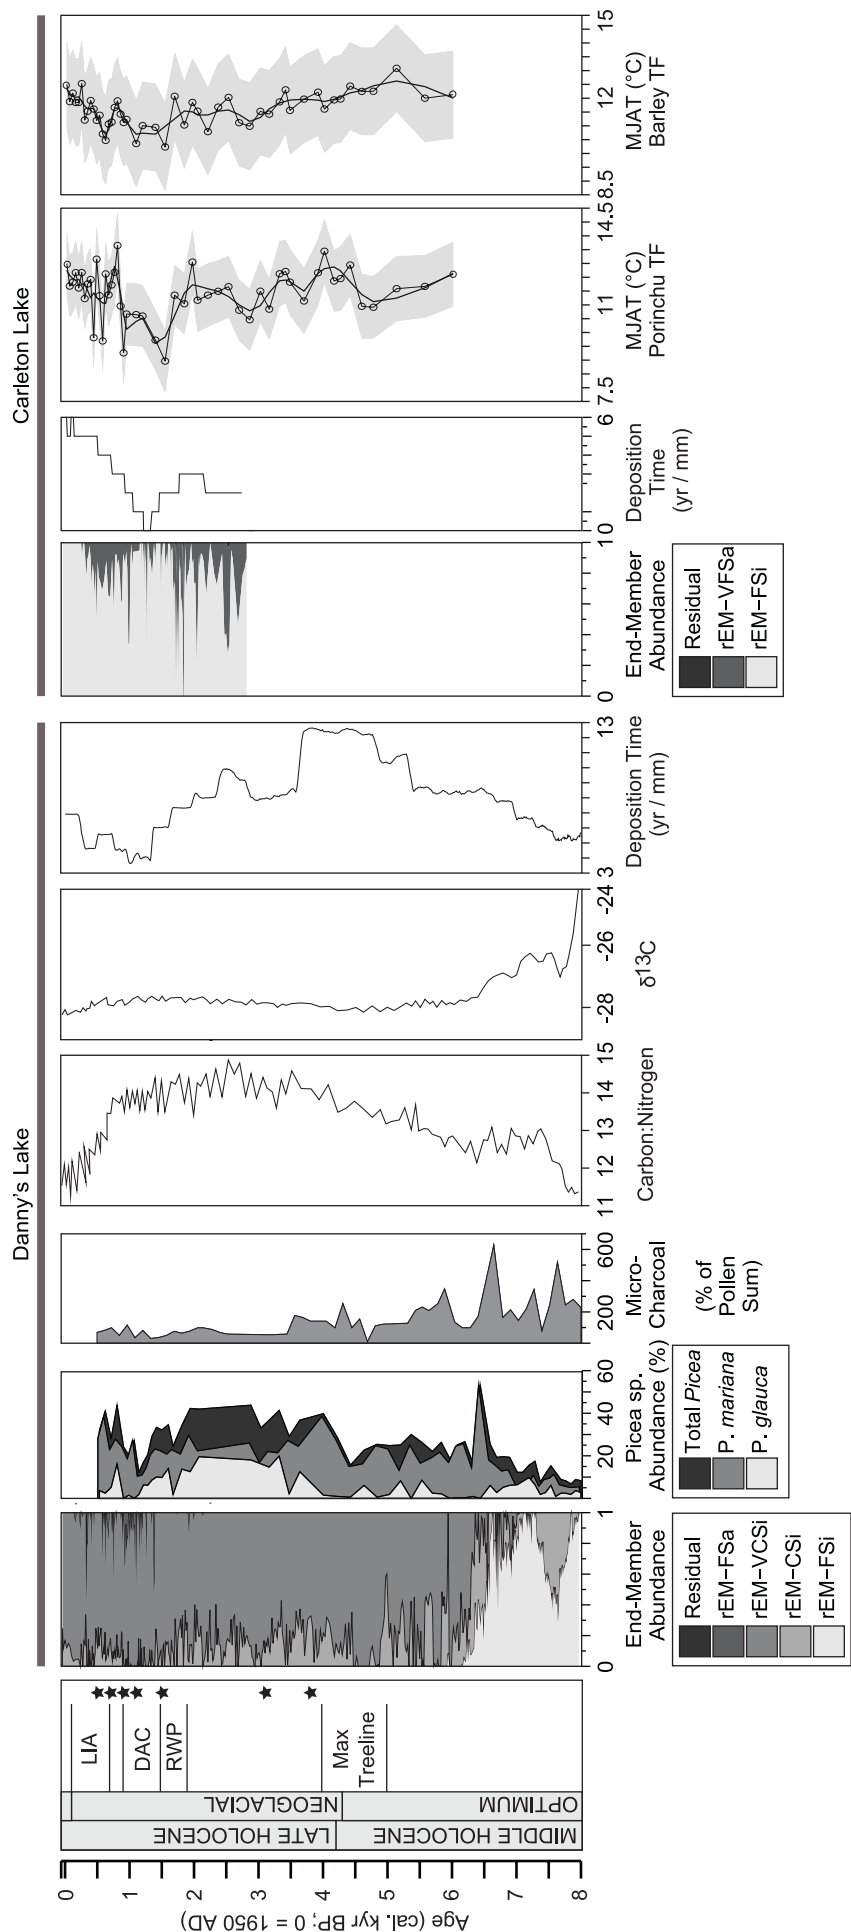 Carleton Lake
15
12
8.5
MJAT (°C)
Barley TF
14.5
11
7.5
MJAT (°C)
Porinchu TF
6
0
Deposition
Time
(yr / mm)
1
0
End-Member
Abundance
Residual
rEM-VFSa
rEM-FSi
Danny's Lake
13
3
Deposition Time
(yr / mm)
-24
-26
-28
δ13C
15
14
13
12
11
Carbon:Nitrogen
600
200
Micro-
Charcoal
(% of
Pollen
Sum)
60
40
20
Picea sp.
Abundance (%)
Total Picea
P. mariana
P. glauca
1
0
End-Member
Abundance
Residual
rEM-FSa
rEM-VCSi
rEM-CSi
rEM-FSi
LIA
DAC
RWP
Max
Treeline
NEOGLACIAL
OPTIMUM
LATE HOLOCENE
MIDDLE HOLOCENE
0 1 2 3 4 5 6 7 8
Age (cal. kyr BP; 0 = 1950 AD)